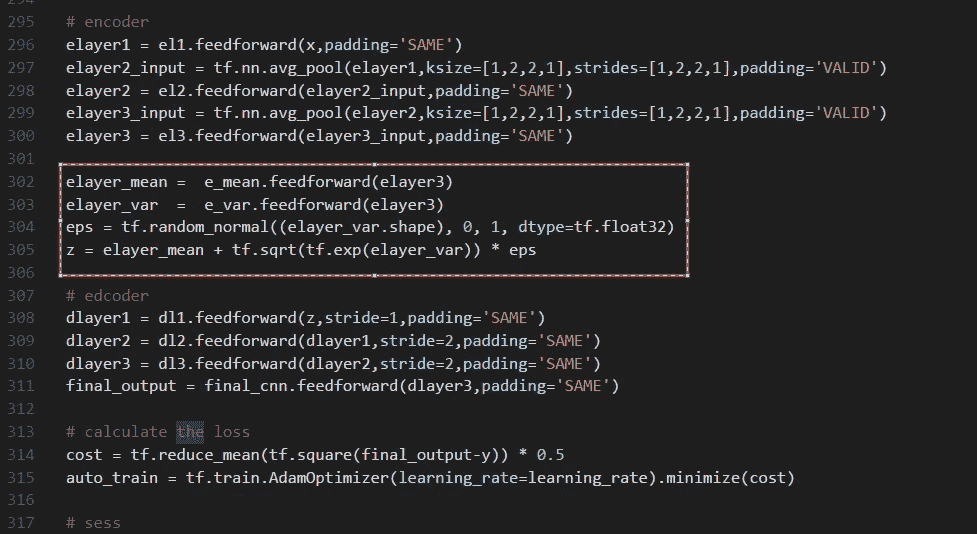 294
295 # encoder
296 elayer1 = el1.feedforward(x,padding='SAME')
297 elayer2_input = tf.nn.avg_pool(elayer1,ksize=[1,2,2,1],strides=[1,2,2,1],padding='VALID')
298 elayer2 = el2.feedforward(elayer2_input,padding='SAME')
299 elayer3_input = tf.nn.avg_pool(elayer2,ksize=[1,2,2,1],strides=[1,2,2,1],padding='VALID')
300 elayer3 = el3.feedforward(elayer3_input,padding='SAME')
301
302 elayer_mean =  e_mean.feedforward(elayer3)
303 elayer_var  =  e_var.feedforward(elayer3)
304 eps = tf.random_normal((elayer_var.shape), 0, 1, dtype=tf.float32)
305 z = elayer_mean + tf.sqrt(tf.exp(elayer_var)) * eps
306
307 # edcoder
308 dlayer1 = dl1.feedforward(z,stride=1,padding='SAME')
309 dlayer2 = dl2.feedforward(dlayer1,stride=2,padding='SAME')
310 dlayer3 = dl3.feedforward(dlayer2,stride=2,padding='SAME')
311 final_output = final_cnn.feedforward(dlayer3,padding='SAME')
312
313 # calculate the loss
314 cost = tf.reduce_mean(tf.square(final_output-y)) * 0.5
315 auto_train = tf.train.AdamOptimizer(learning_rate=learning_rate).minimize(cost)
316
317 # sess